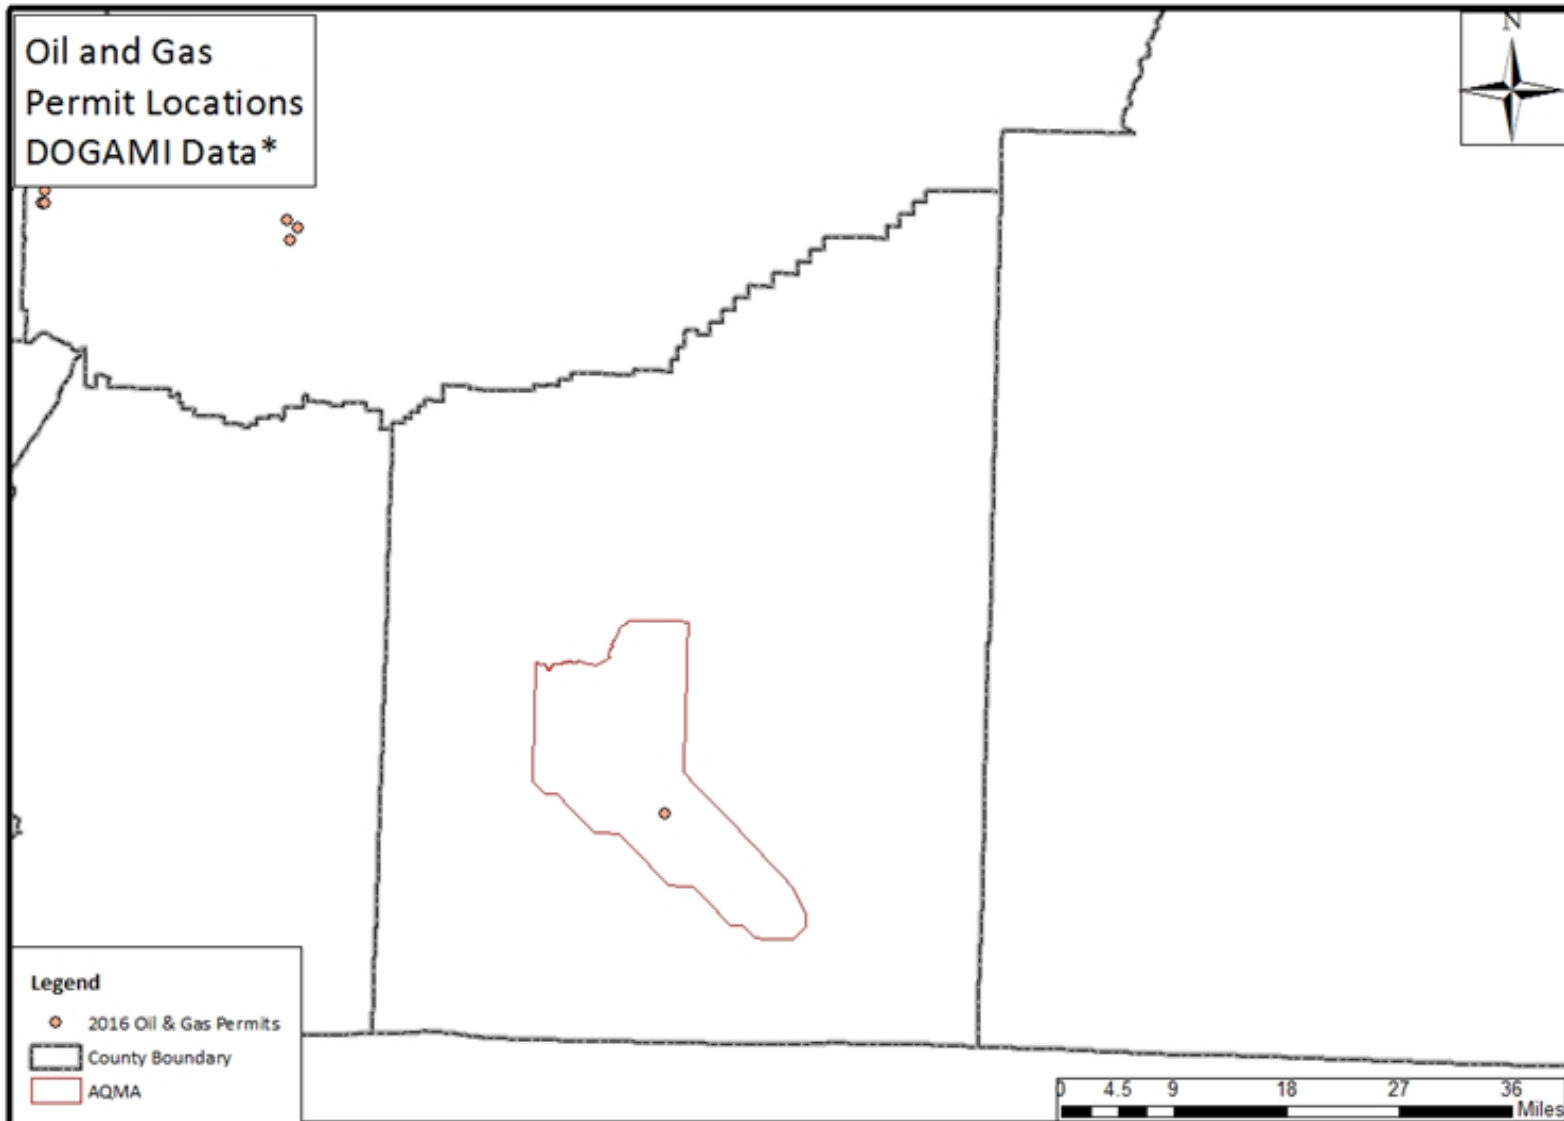 Oil and Gas
Permit Locations
DOGAMI Data*
N
Legend
2016 Oil & Gas Permits
County Boundary
AQMA
0 4.5 9 18 27 36
Miles